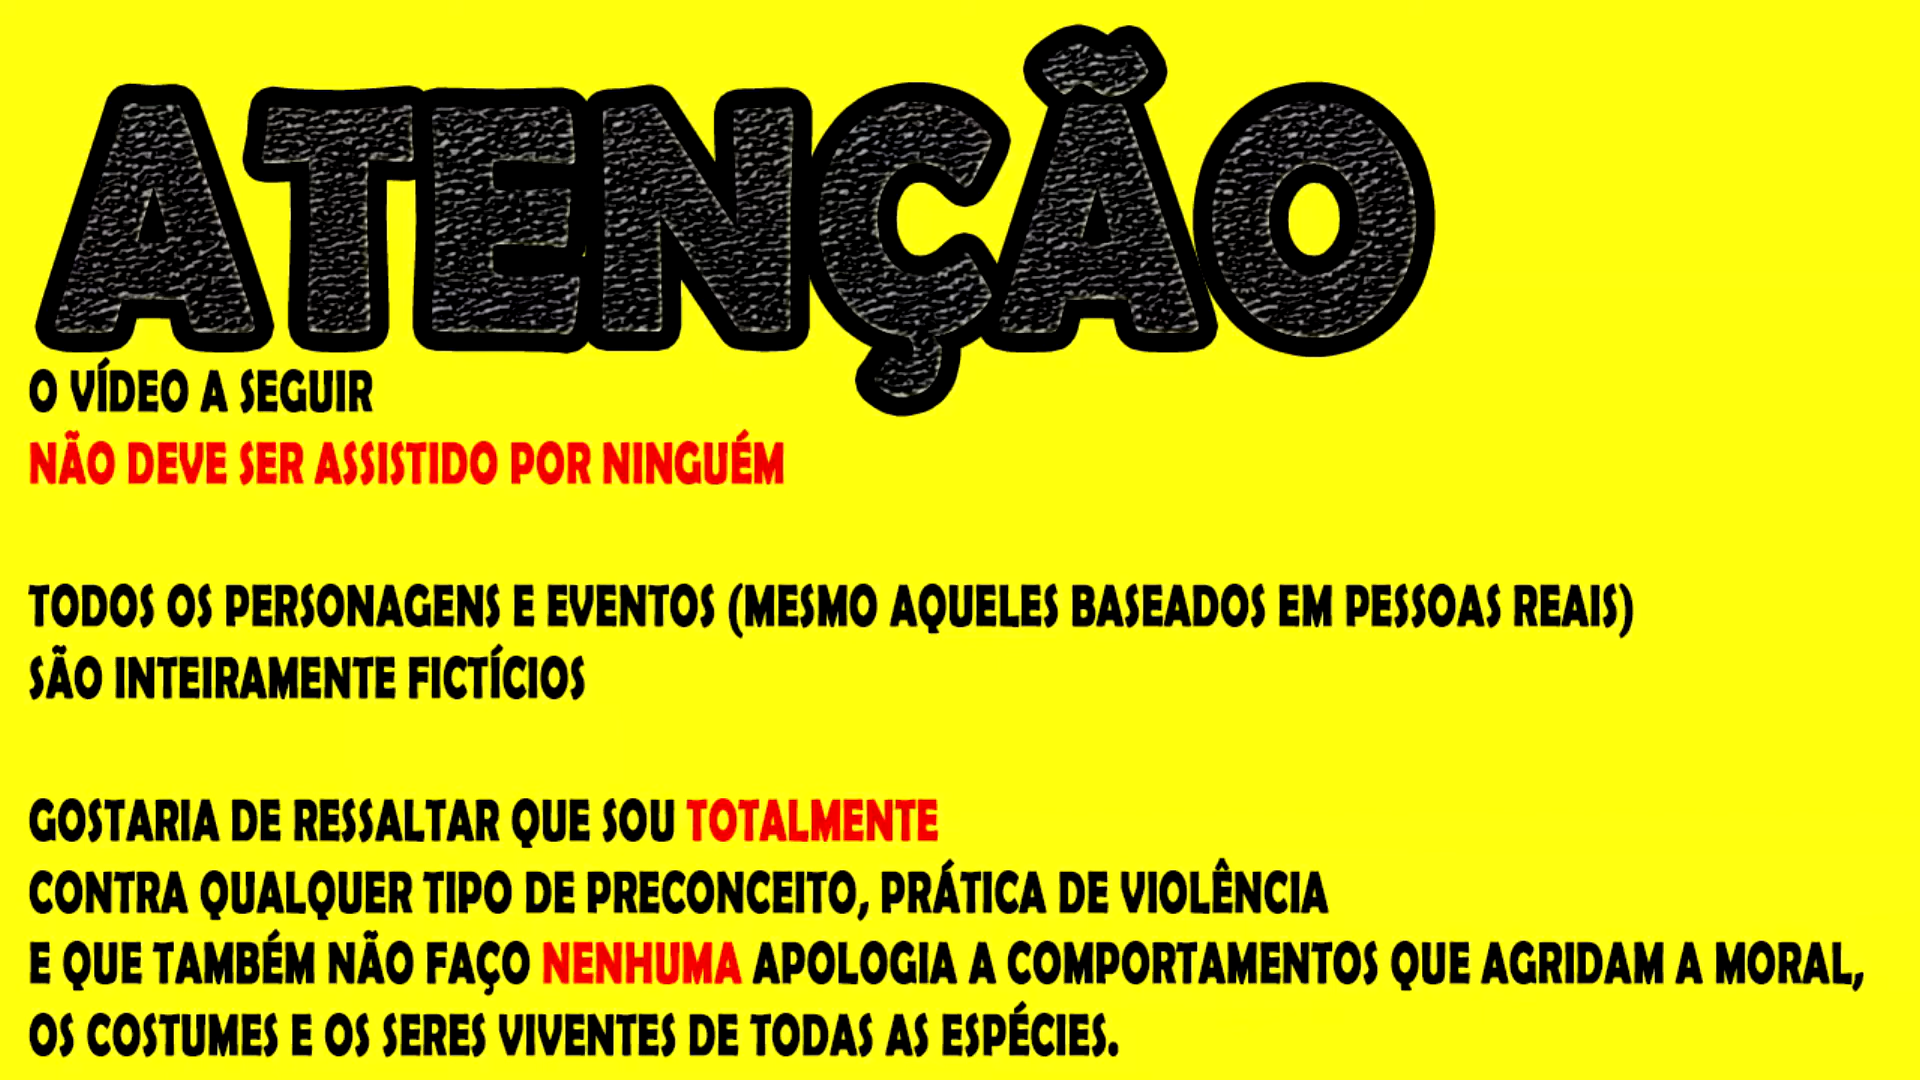 ATENÇÃO
O VÍDEO A SEGUIR
NÃO DEVE SER ASSISTIDO POR NINGUÉM
TODOS OS PERSONAGENS E EVENTOS (MESMO AQUELES BASEADOS EM PESSOAS REAIS)
SÃO INTEIRAMENTE FICTÍCIOS
GOSTARIA DE RESSALTAR QUE SOU TOTALMENTE
CONTRA QUALQUER TIPO DE PRECONCEITO, PRÁTICA DE VIOLÊNCIA
E QUE TAMBÉM NÃO FAÇO NENHUMA APOLOGIA A COMPORTAMENTOS QUE AGRIDAM A MORAL,
OS COSTUMES E OS SERES VIVENTES DE TODAS AS ESPÉCIES.